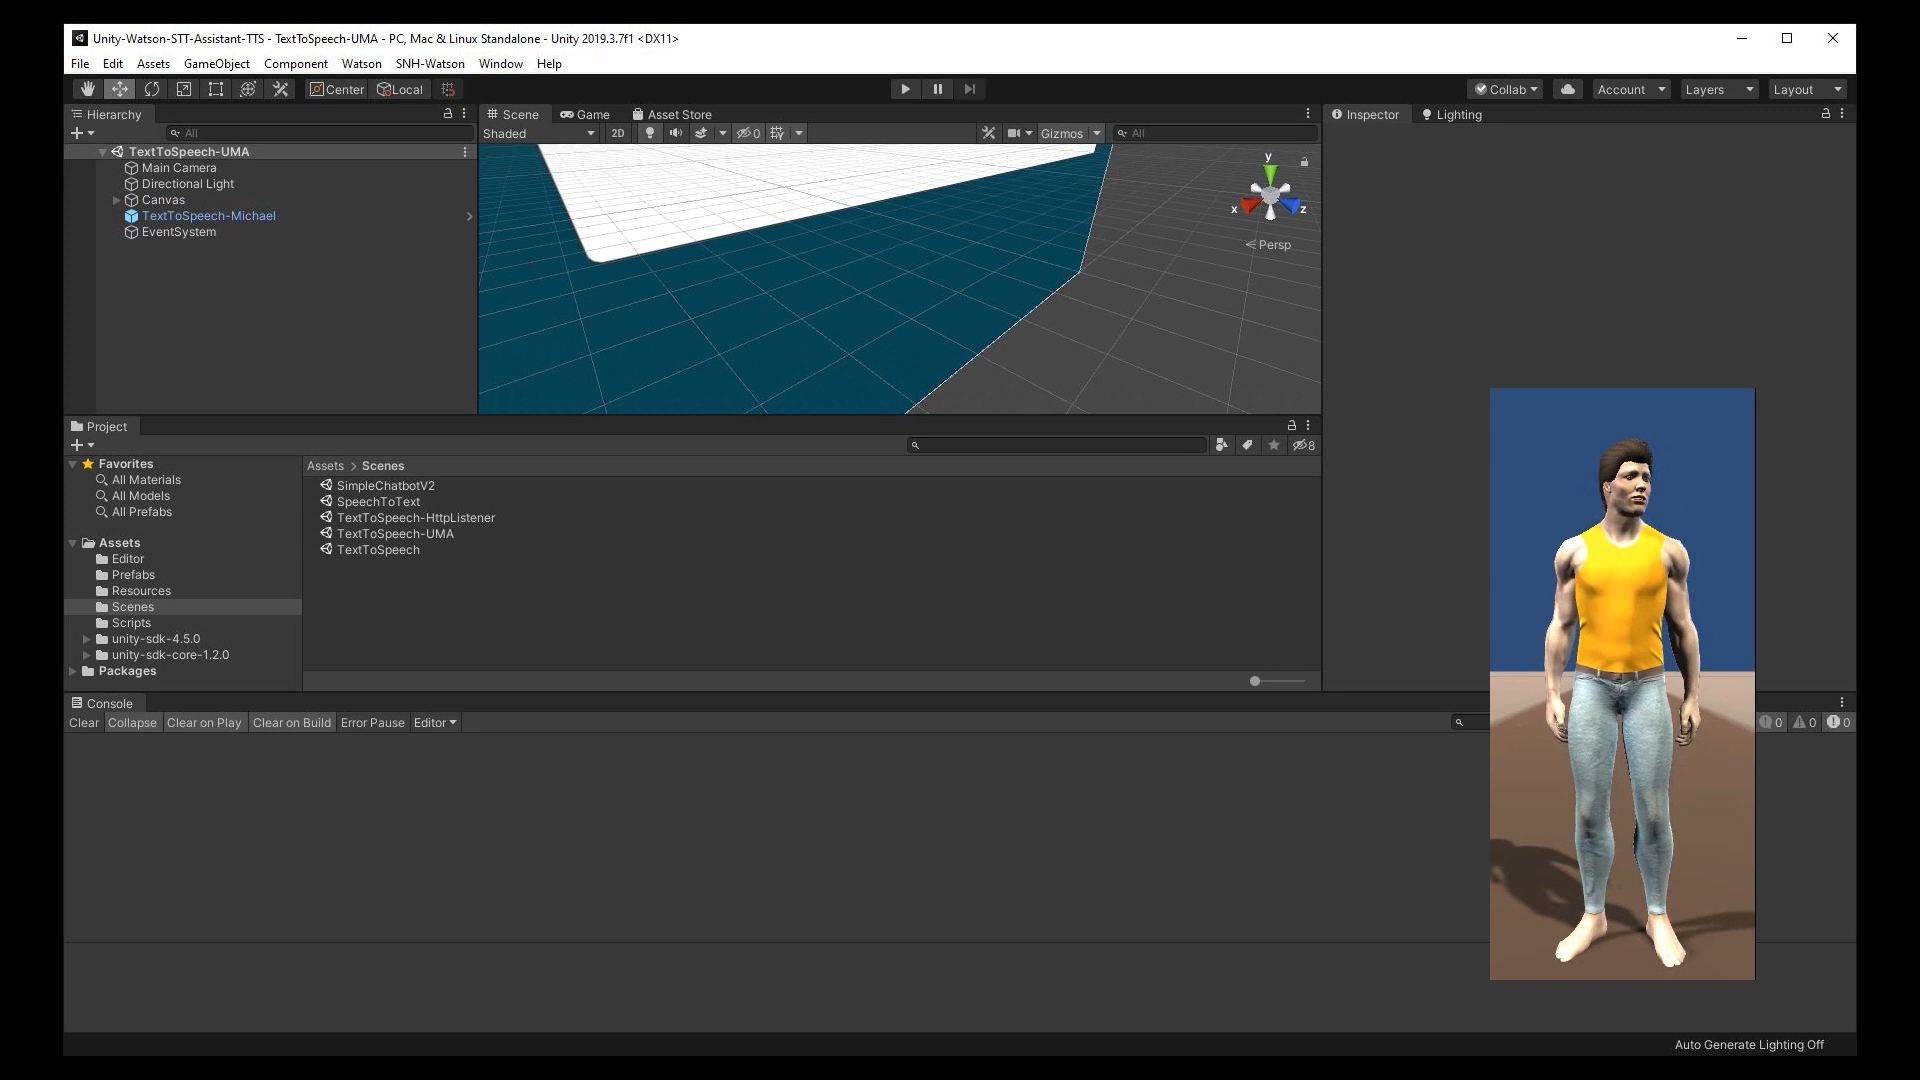 Unity-Watson-STT-Assistant-TTS - TextToSpeech-UMA - PC, Mac & Linux Standalone - Unity 2019.3.7f1 <DX11>
File Edit Assets GameObject Component Watson SNH-Watson Window Help
Center Local Collab Account Layers Layout
Hierarchy Scene Game Asset Store Inspector Lighting
All Shaded 2D 0 Gizmos All
TextToSpeech-UMA
Main Camera
Directional Light
Canvas
TextToSpeech-Michael
EventSystem
y
x z
Persp
Project
8
Favorites
All Materials
All Models
All Prefabs
Assets
Editor
Prefabs
Resources
Scenes
Scripts
unity-sdk-4.5.0
unity-sdk-core-1.2.0
Packages
Assets > Scenes
SimpleChatbotV2
SpeechToText
TextToSpeech-HttpListener
TextToSpeech-UMA
TextToSpeech
Console
Clear Collapse Clear on Play Clear on Build Error Pause Editor 0 0 0
Auto Generate Lighting Off